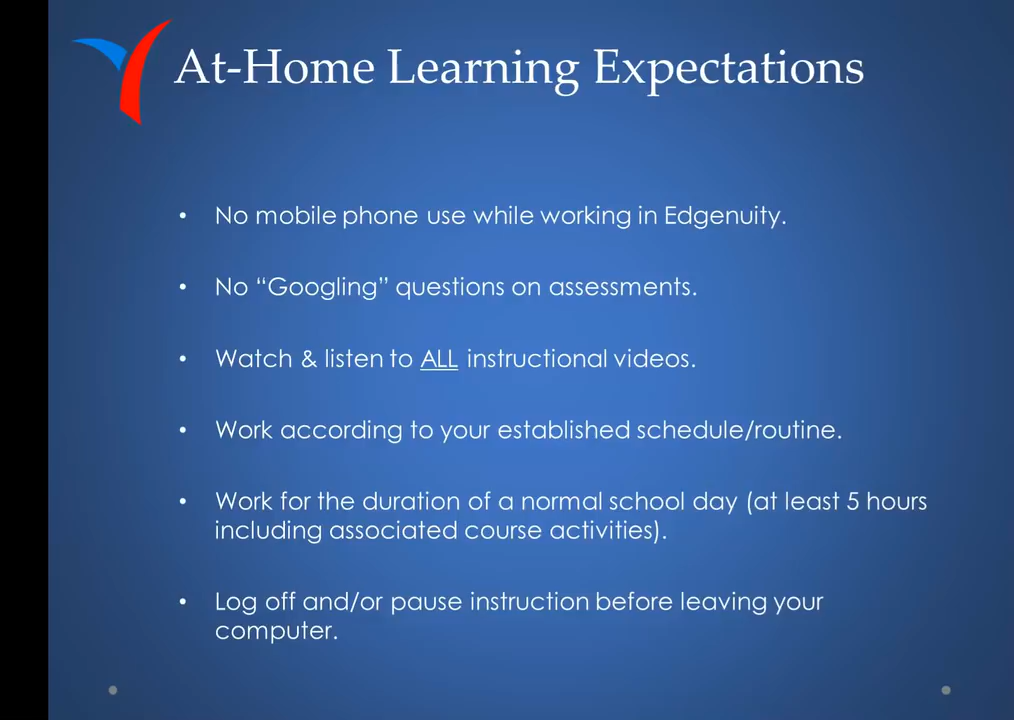 At-Home Learning Expectations
• No mobile phone use while working in Edgenuity.
• No “Googling” questions on assessments.
• Watch & listen to ALL instructional videos.
• Work according to your established schedule/routine.
• Work for the duration of a normal school day (at least 5 hours
including associated course activities).
• Log off and/or pause instruction before leaving your
computer.